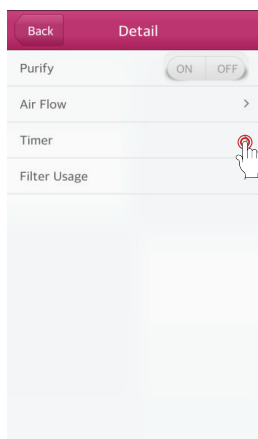 Back
Detail
Purify
ON OFF
Air Flow
Timer
Filter Usage